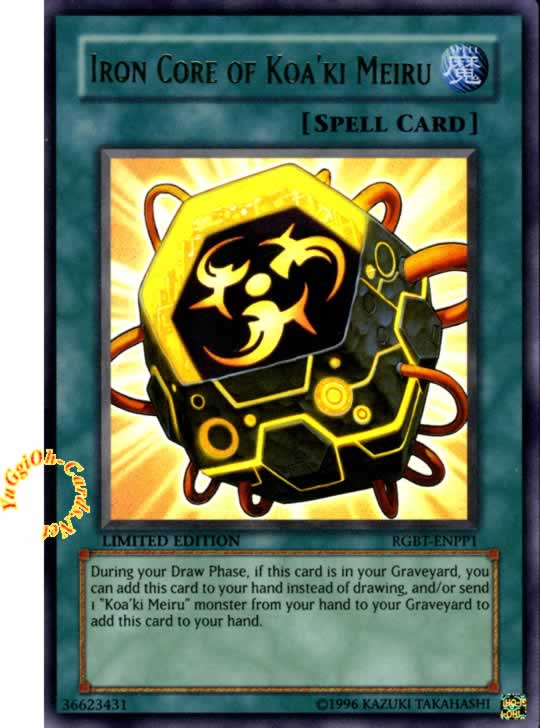 IRON CORE OF KOA'KI MEIRU
魔
[SPELL CARD]
YuGgiOh-Cards.Net
LIMITED EDITION
RGBT-ENPP1
During your Draw Phase, if this card is in your Graveyard, you
can add this card to your hand instead of drawing, and/or send
1 "Koa'ki Meiru" monster from your hand to your Graveyard to
add this card to your hand.
36623431
©1996 KAZUKI TAKAHASHI